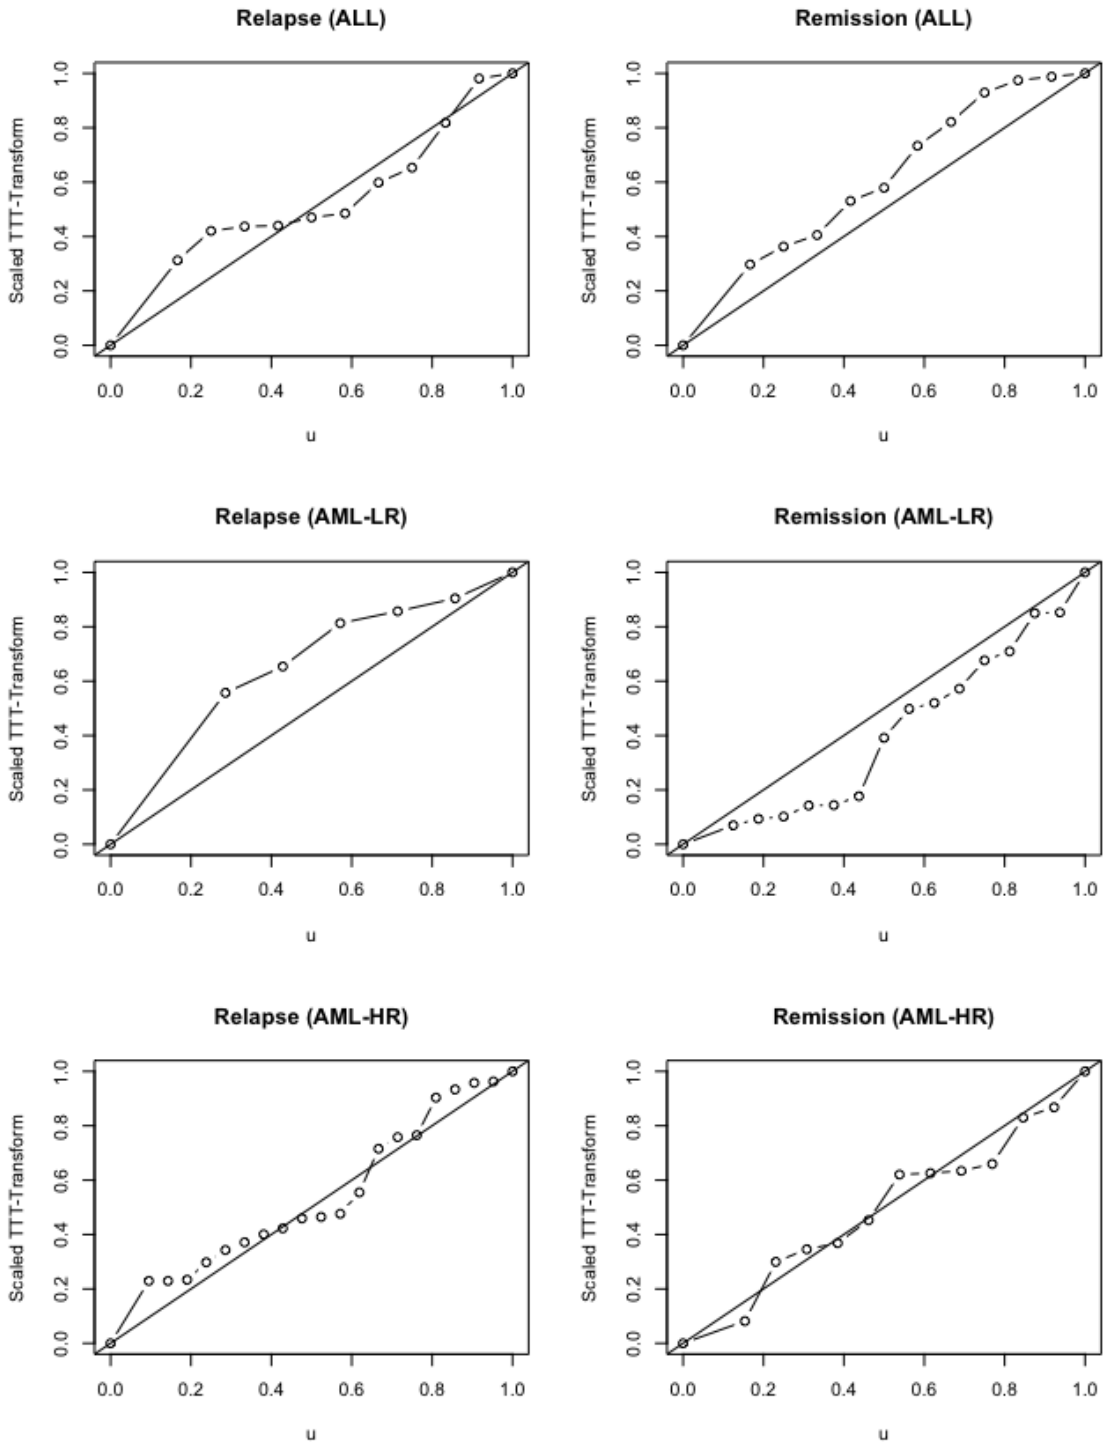 Relapse (ALL)
Scaled TTT-Transform
0.0 0.2 0.4 0.6 0.8 1.0
0.0 0.2 0.4 0.6 0.8 1.0
u
Remission (ALL)
Scaled TTT-Transform
0.0 0.2 0.4 0.6 0.8 1.0
0.0 0.2 0.4 0.6 0.8 1.0
u
Relapse (AML-LR)
Scaled TTT-Transform
0.0 0.2 0.4 0.6 0.8 1.0
0.0 0.2 0.4 0.6 0.8 1.0
u
Remission (AML-LR)
Scaled TTT-Transform
0.0 0.2 0.4 0.6 0.8 1.0
0.0 0.2 0.4 0.6 0.8 1.0
u
Relapse (AML-HR)
Scaled TTT-Transform
0.0 0.2 0.4 0.6 0.8 1.0
0.0 0.2 0.4 0.6 0.8 1.0
u
Remission (AML-HR)
Scaled TTT-Transform
0.0 0.2 0.4 0.6 0.8 1.0
0.0 0.2 0.4 0.6 0.8 1.0
u